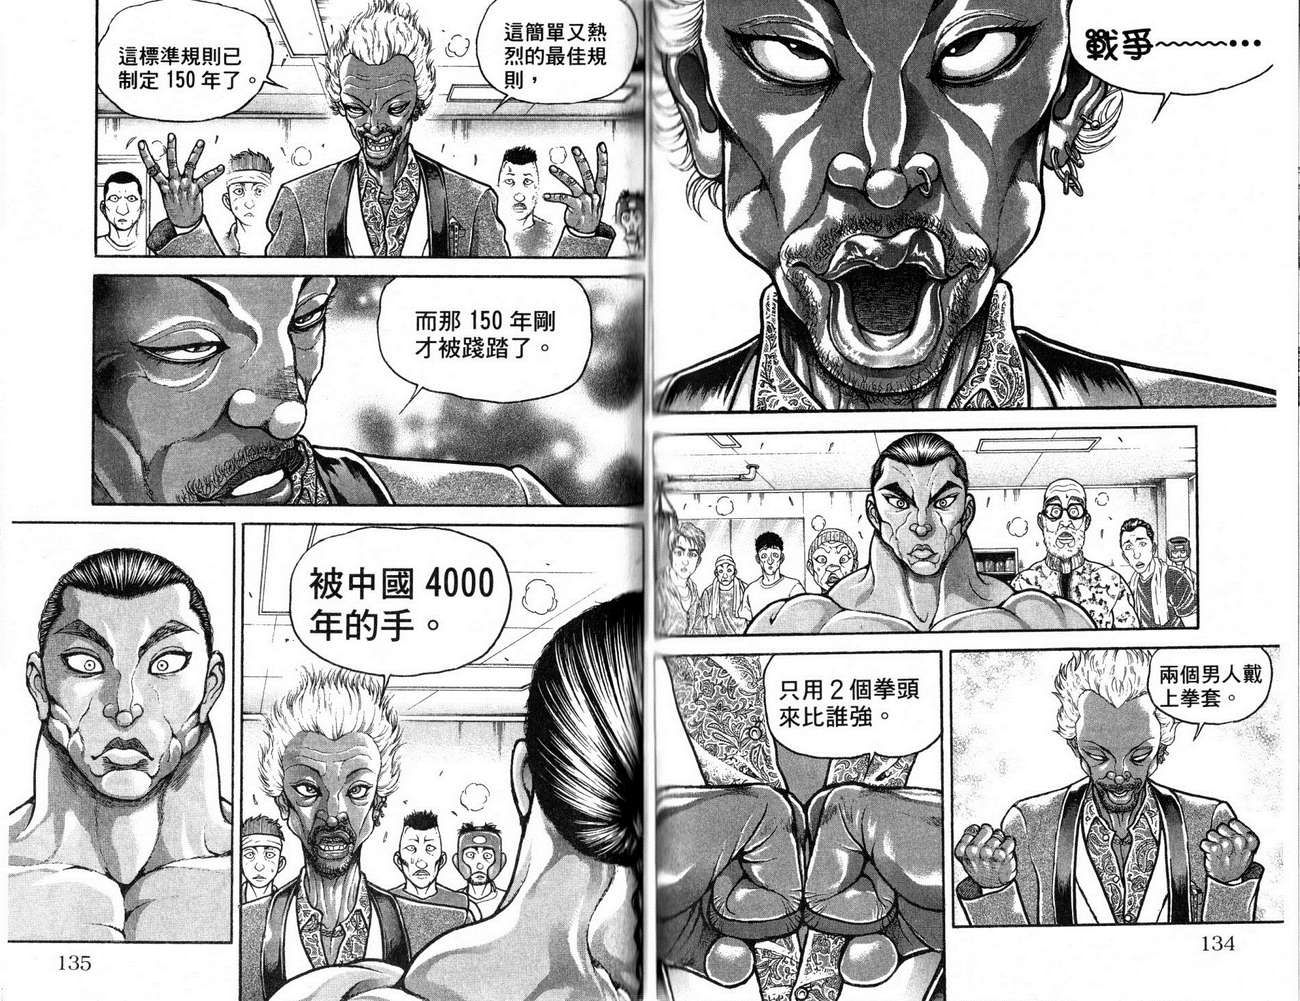 戰爭～～～…
兩個男人戴
上拳套。
只用2個拳頭
來比誰強。
134
這簡單又熱
烈的最佳規
則，
這標準規則已
制定150年了。
而那150年剛
才被踐踏了。
被中國4000
年的手。
135